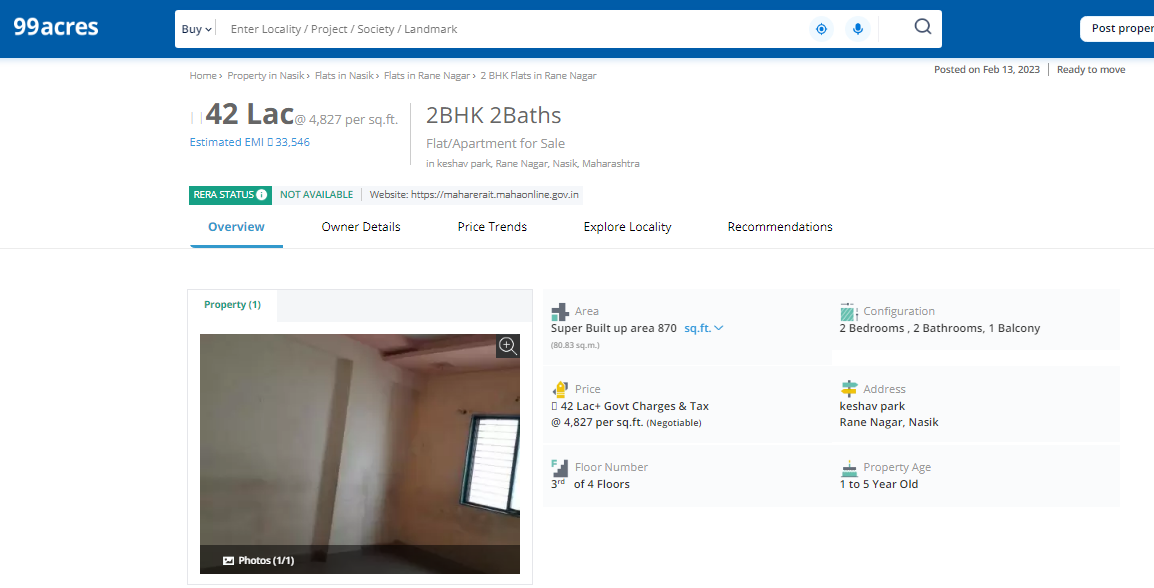 99acres
Buy
Enter Locality / Project / Society / Landmark
Post proper
Home › Property in Nasik › Flats in Nasik › Flats in Rane Nagar › 2 BHK Flats in Rane Nagar
Posted on Feb 13, 2023 | Ready to move
42 Lac @ 4,827 per sq.ft.
Estimated EMI 33,546
2BHK 2Baths
Flat/Apartment for Sale
in keshav park, Rane Nagar, Nasik, Maharashtra
RERA STATUS NOT AVAILABLE | Website: https://maharerait.mahaonline.gov.in
Overview
Owner Details
Price Trends
Explore Locality
Recommendations
Property (1)
Photos (1/1)
Area
Super Built up area 870 sq.ft.
(80.83 sq.m.)
Configuration
2 Bedrooms , 2 Bathrooms, 1 Balcony
Price
42 Lac+ Govt Charges & Tax
@ 4,827 per sq.ft. (Negotiable)
Address
keshav park
Rane Nagar, Nasik
Floor Number
3rd of 4 Floors
Property Age
1 to 5 Year Old